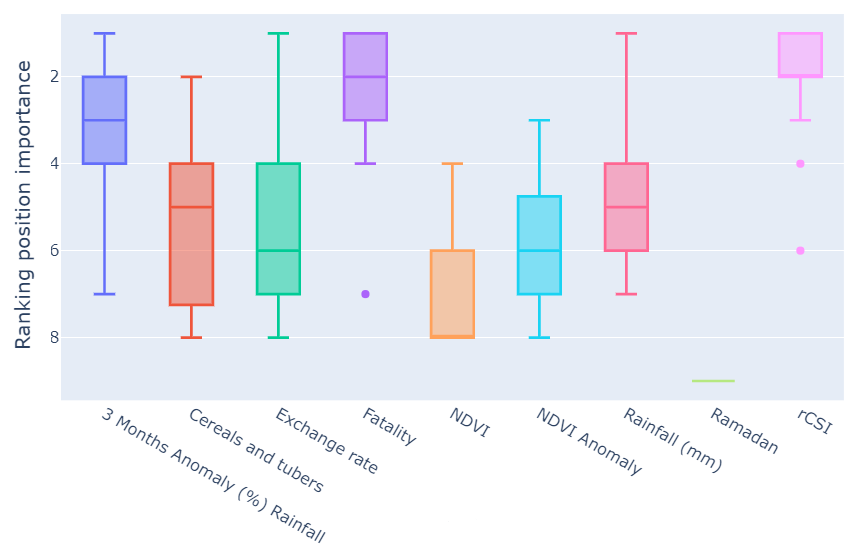 Ranking position importance
2
4
6
8
3 Months Anomaly (%) Rainfall
Cereals and tubers
Exchange rate
Fatality
NDVI
NDVI Anomaly
Rainfall (mm)
Ramadan
rCSI